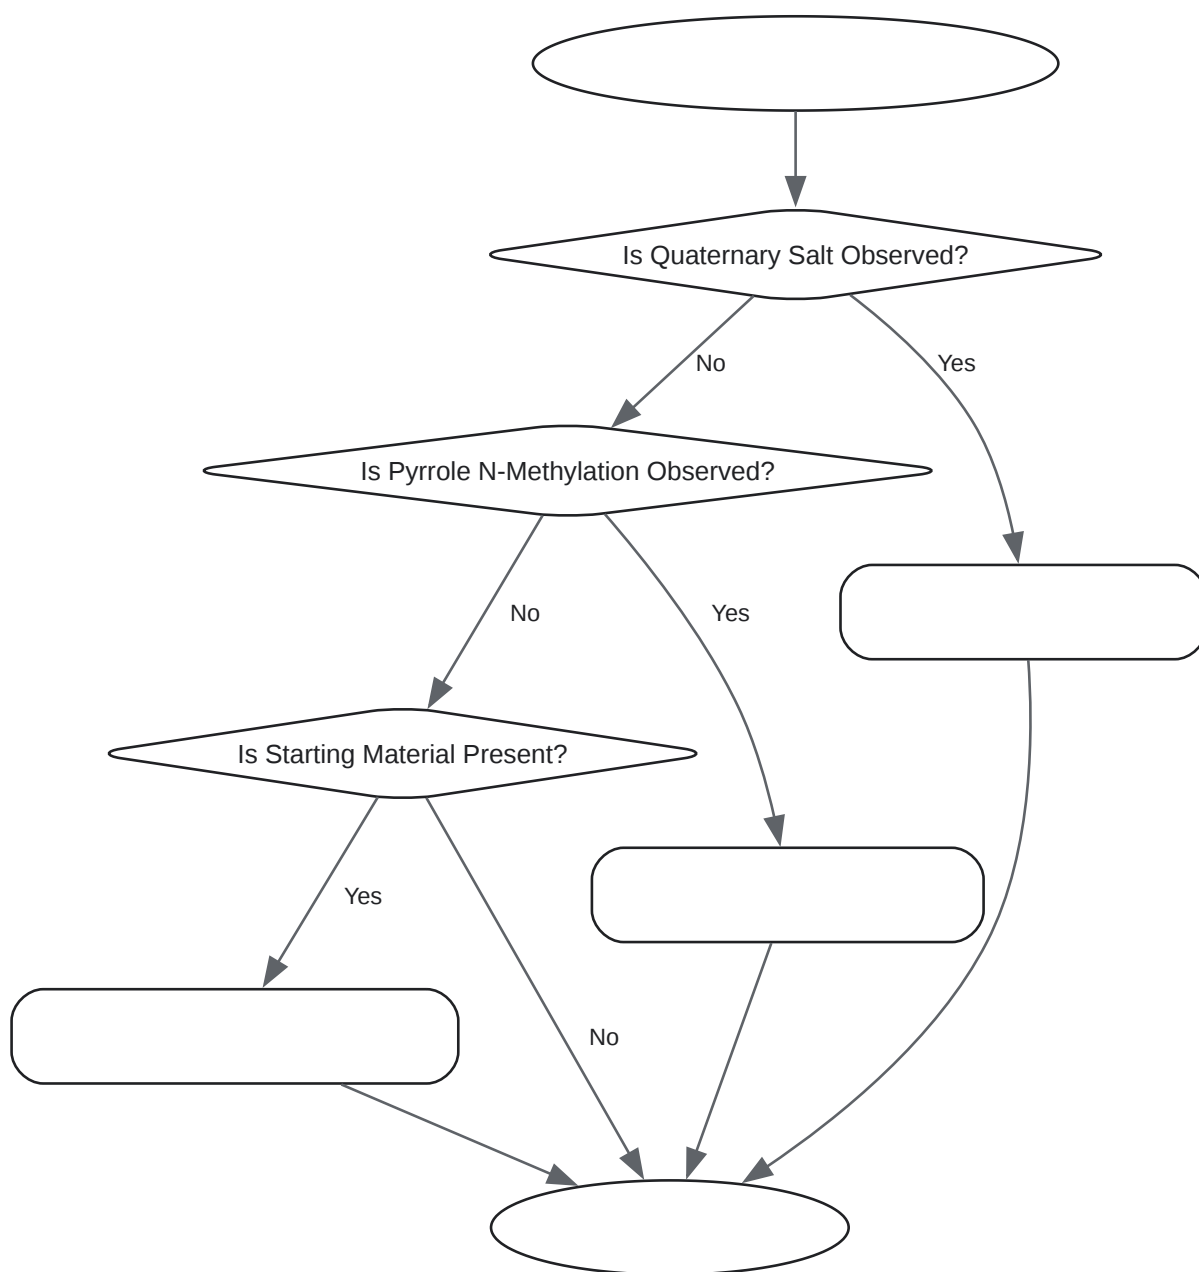 Is Quaternary Salt Observed?
No
Yes
Is Pyrrole N-Methylation Observed?
No
Yes
Is Starting Material Present?
Yes
No